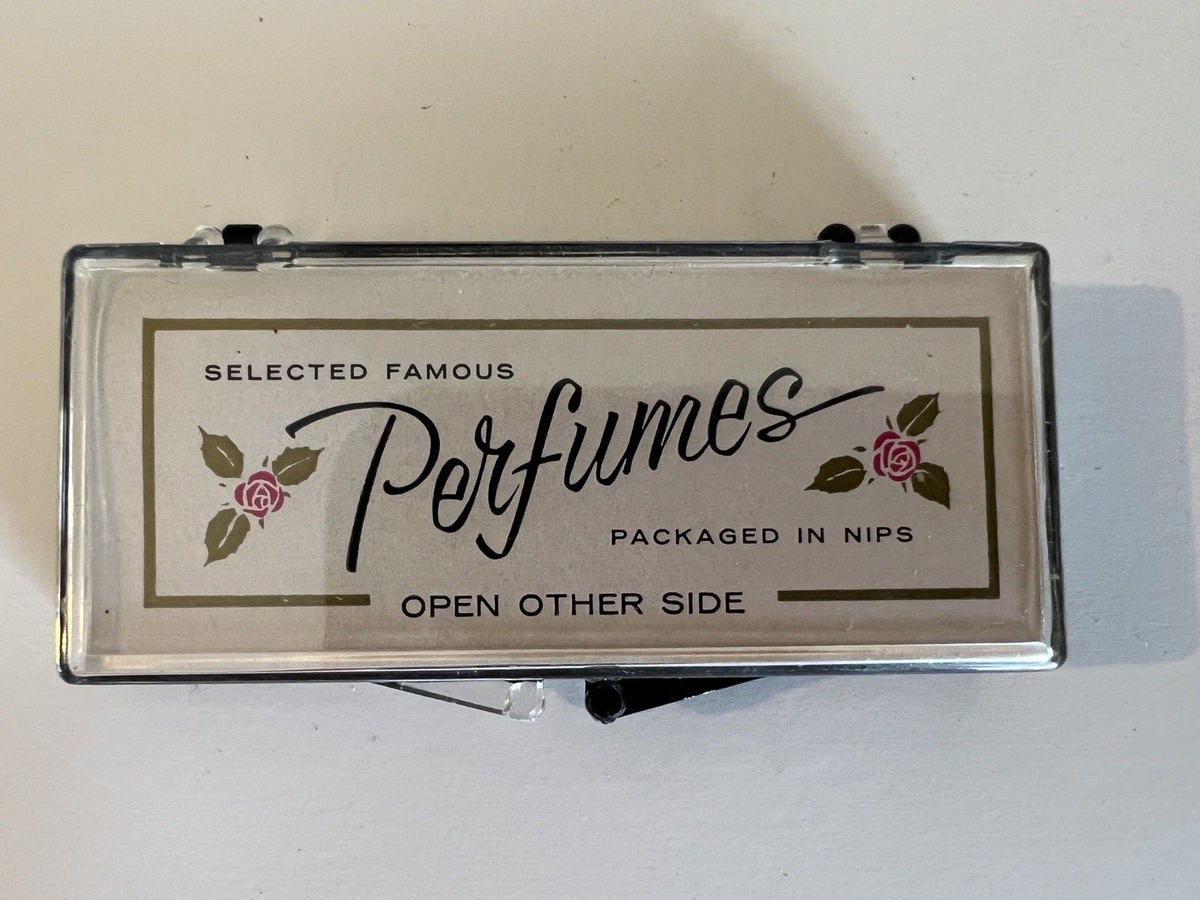 SELECTED FAMOUS
Perfumes
PACKAGED IN NIPS
OPEN OTHER SIDE